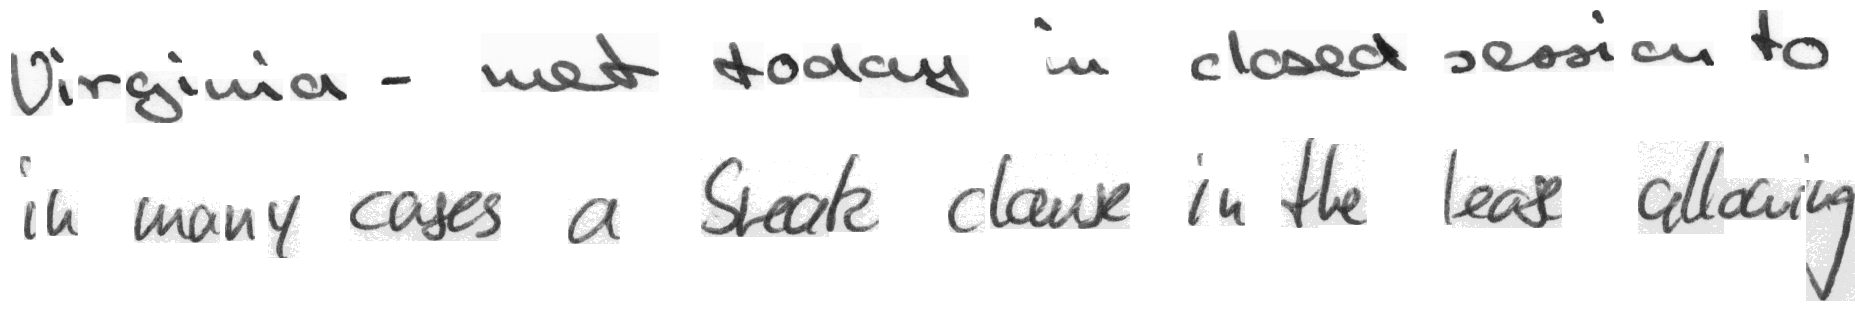 Virginia - met today in closed session to
in many cases a break clause in the lease allowing